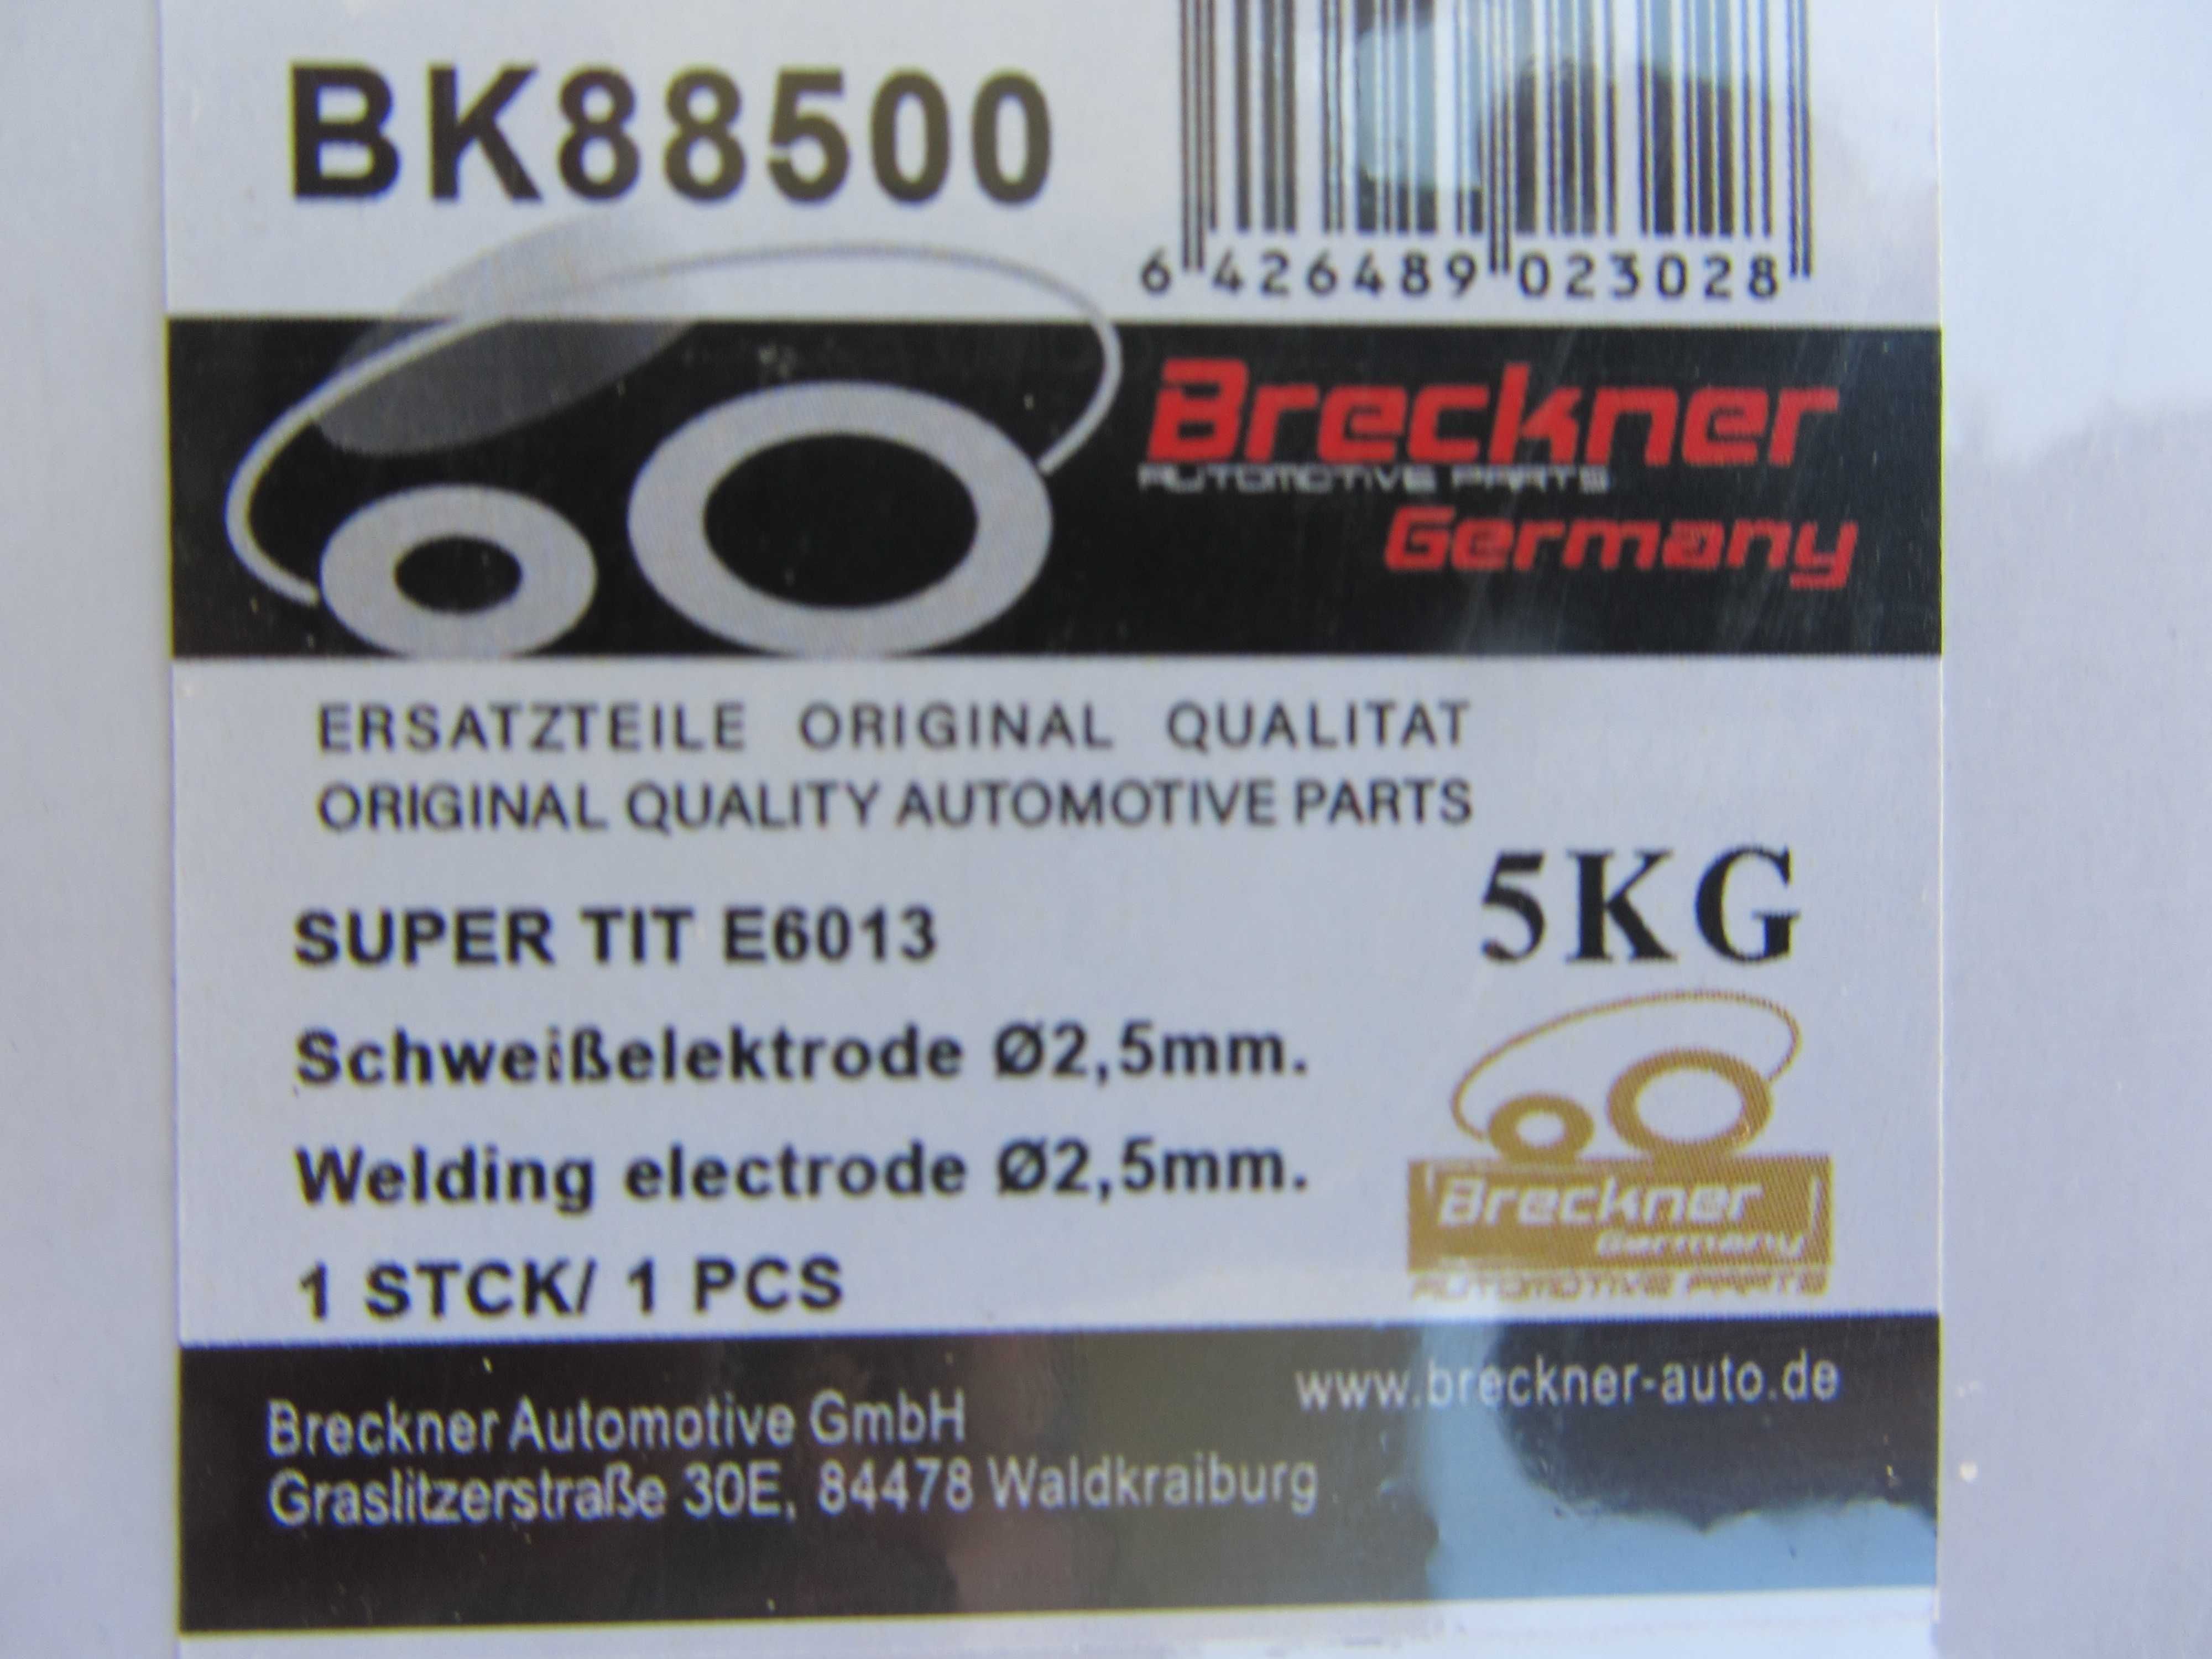 BK88500
6 426489 023028
Breckner
AUTOMOTIVE PARTS
Germany
ERSATZTEILE ORIGINAL QUALITAT
ORIGINAL QUALITY AUTOMOTIVE PARTS
5KG
SUPER TIT E6013
Schweißelektrode Ø2,5mm.
Welding electrode Ø2,5mm.
1 STCK/ 1 PCS
Breckner
Germany
AUTOMOTIVE PARTS
www.breckner-auto.de
Breckner Automotive GmbH
Graslitzerstraße 30E, 84478 Waldkraiburg